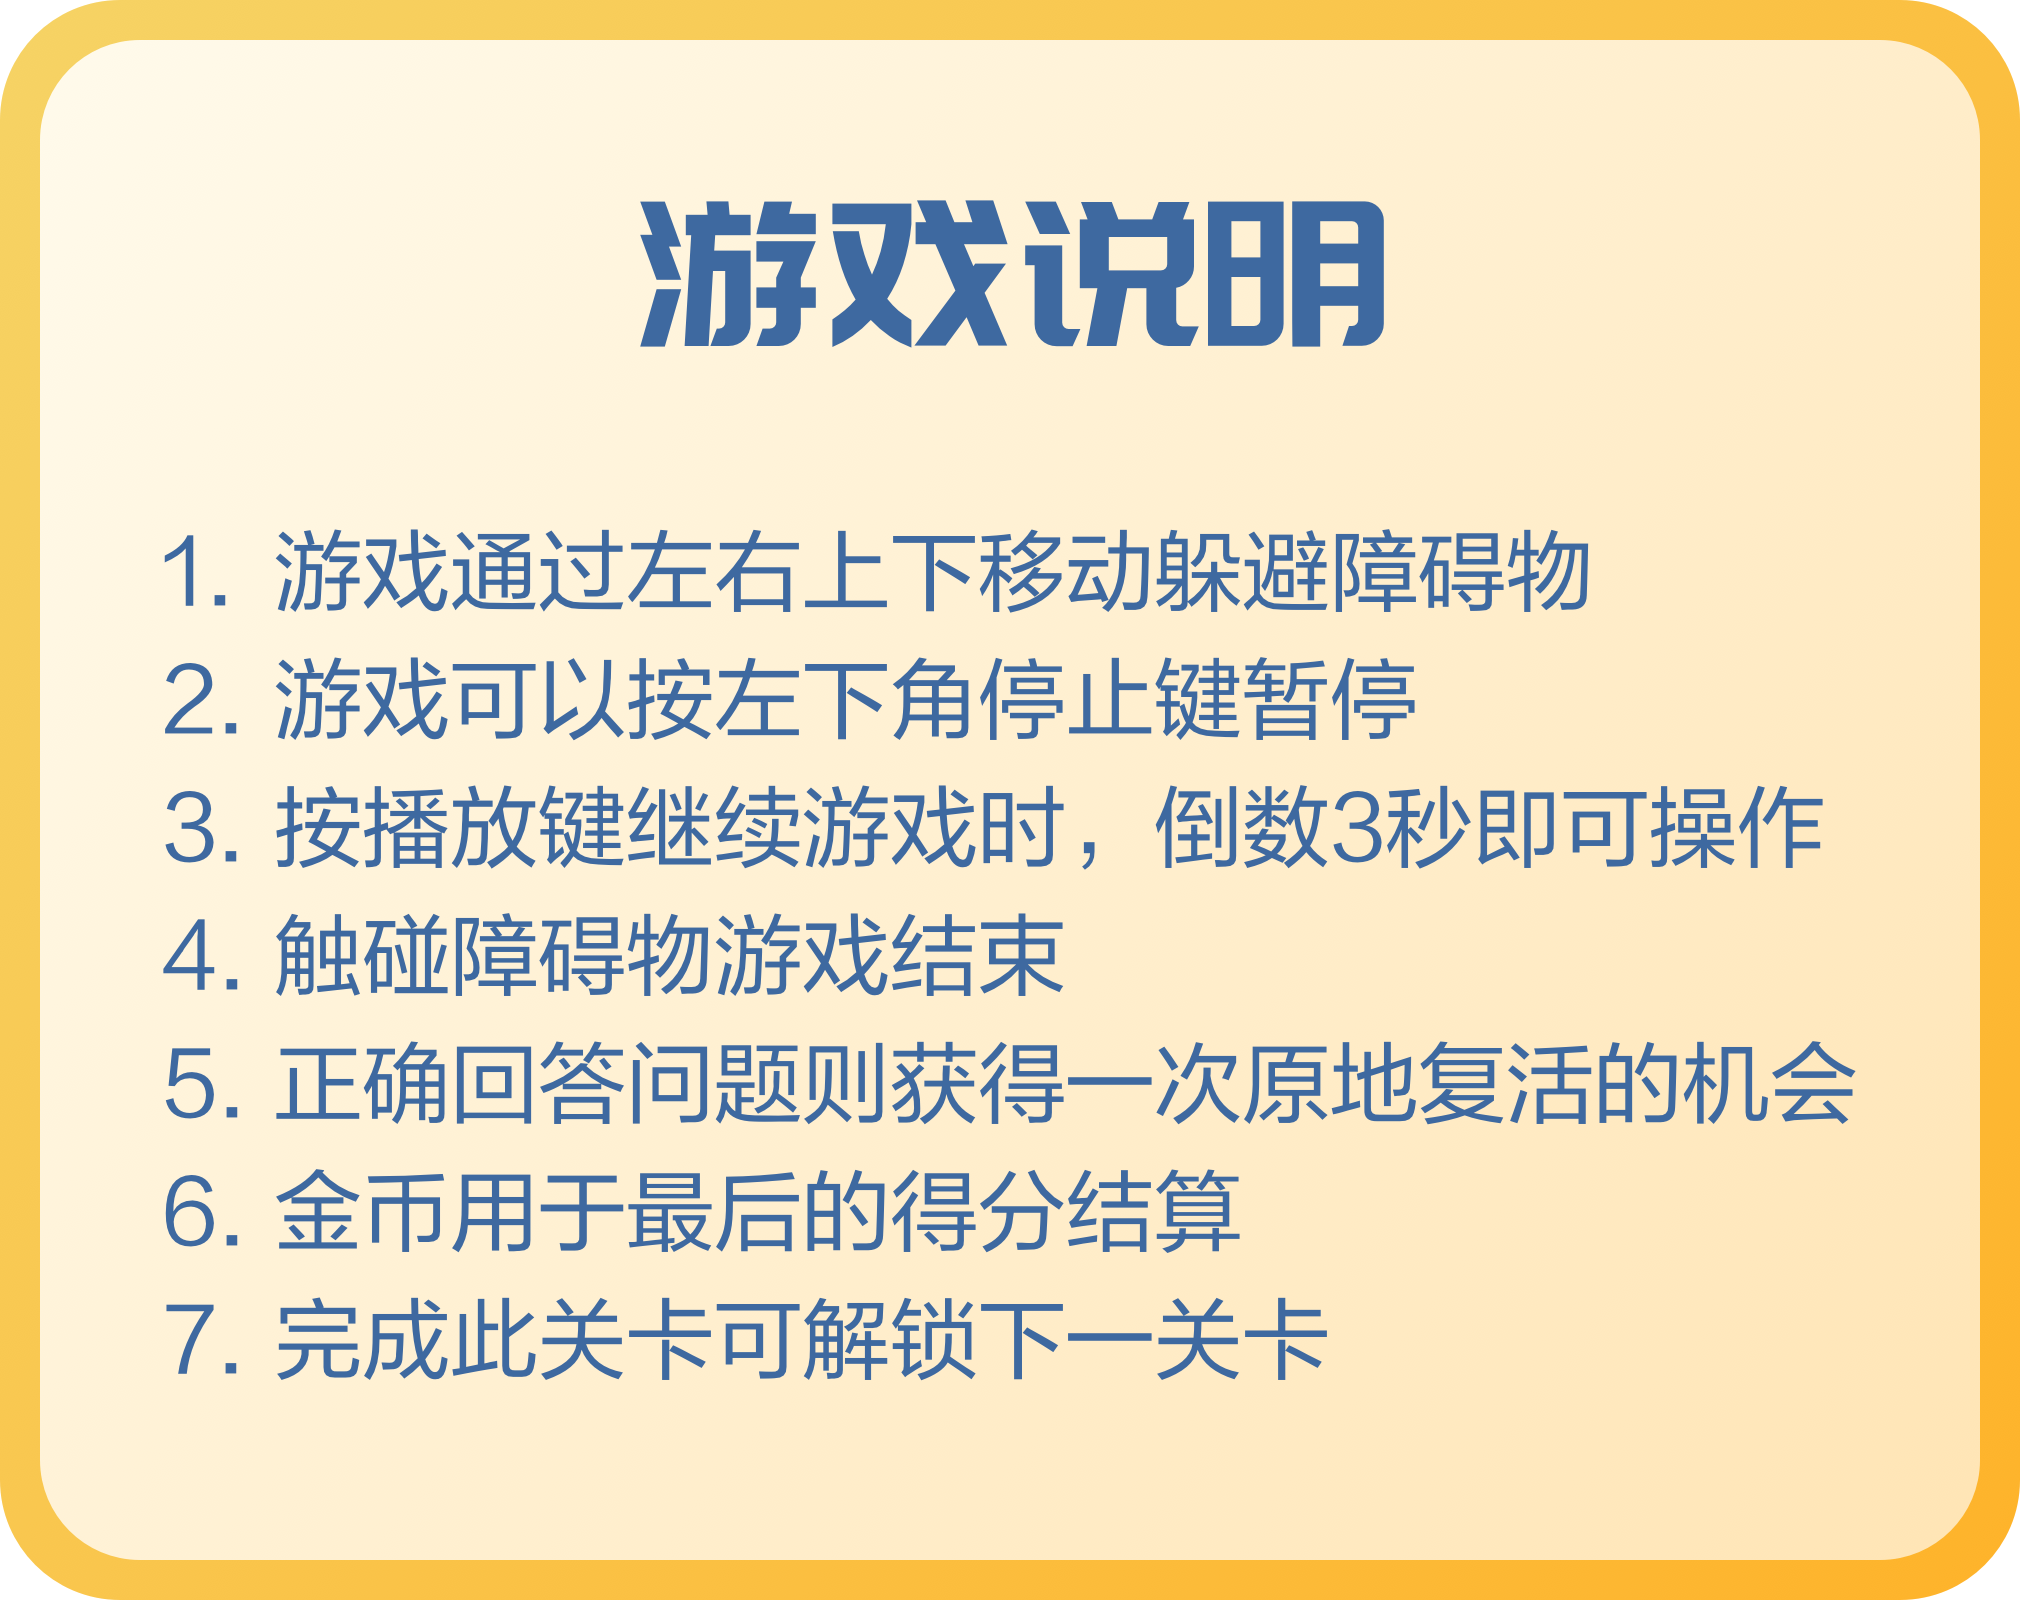 游戏说明
1. 游戏通过左右上下移动躲避障碍物
2. 游戏可以按左下角停止键暂停
3. 按播放键继续游戏时，倒数3秒即可操作
4. 触碰障碍物游戏结束
5. 正确回答问题则获得一次原地复活的机会
6. 金币用于最后的得分结算
7. 完成此关卡可解锁下一关卡